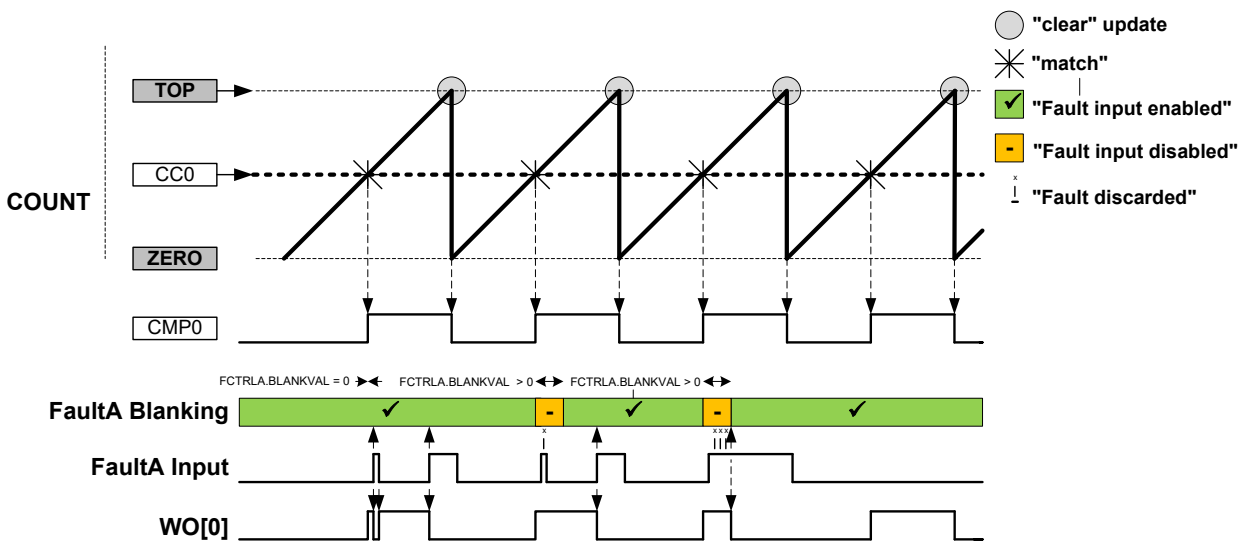 "clear" update
"match"
"Fault input enabled"
-
"Fault input disabled"
x
"Fault discarded"
TOP
CC0
COUNT
ZERO
CMP0
FCTRLA.BLANKVAL = 0
FCTRLA.BLANKVAL > 0
FCTRLA.BLANKVAL > 0
FaultA Blanking
- -
x xxx
FaultA Input
WO[0]